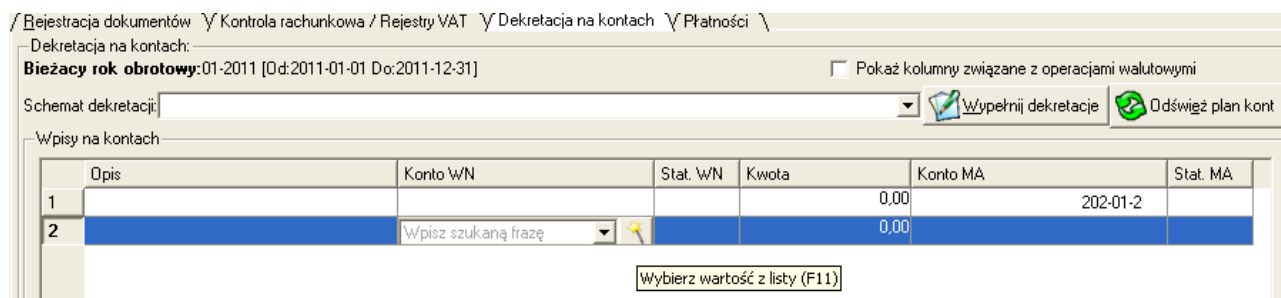 Rejestracja dokumentów Kontrola rachunkowa / Rejestry VAT Dekretacja na kontach Płatności
Dekretacja na kontach:
Bieżacy rok obrotowy:01-2011 [Od:2011-01-01 Do:2011-12-31] Pokaż kolumny związane z operacjami walutowymi
Schemat dekretacji: Wypełnij dekretacje Odśwież plan kont
Wpisy na kontach
Opis Konto WN Stat. WN Kwota Konto MA Stat. MA
1 0,00 202-01-2
2 Wpisz szukaną frazę 0,00
Wybierz wartość z listy (F11)